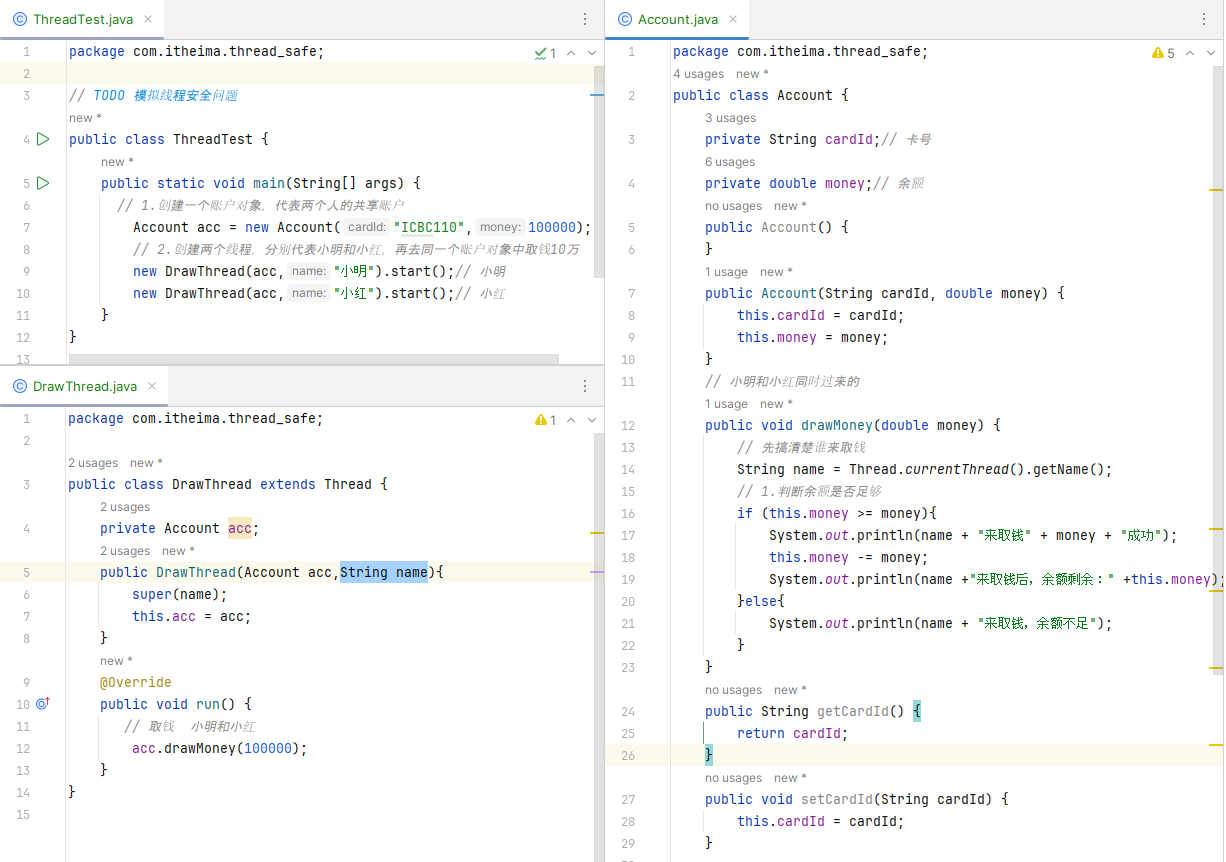 ThreadTest.java
1 package com.itheima.thread_safe; 1
2
3 // TODO 模拟线程安全问题
new *
4 public class ThreadTest {
new *
5 public static void main(String[] args) {
6 // 1.创建一个账户对象，代表两个人的共享账户
7 Account acc = new Account( cardId: "ICBC110", money: 100000);
8 // 2.创建两个线程，分别代表小明和小红，再去同一个账户对象中取钱10万
9 new DrawThread(acc, name: "小明").start();// 小明
10 new DrawThread(acc, name: "小红").start();// 小红
11 }
12 }
13
DrawThread.java
1 package com.itheima.thread_safe; 1
2
2 usages new *
3 public class DrawThread extends Thread {
2 usages
4 private Account acc;
2 usages new *
5 public DrawThread(Account acc,String name){
6 super(name);
7 this.acc = acc;
8 }
new *
9 @Override
10 public void run() {
11 // 取钱 小明和小红
12 acc.drawMoney(100000);
13 }
14 }
15
Account.java
1 package com.itheima.thread_safe; 5
4 usages new *
2 public class Account {
3 usages
3 private String cardId;// 卡号
6 usages
4 private double money;// 余额
no usages new *
5 public Account() {
6 }
1 usage new *
7 public Account(String cardId, double money) {
8 this.cardId = cardId;
9 this.money = money;
10 }
11 // 小明和小红同时过来的
1 usage new *
12 public void drawMoney(double money) {
13 // 先搞清楚谁来取钱
14 String name = Thread.currentThread().getName();
15 // 1.判断余额是否足够
16 if (this.money >= money){
17 System.out.println(name + "来取钱" + money + "成功");
18 this.money -= money;
19 System.out.println(name +"来取钱后，余额剩余：" +this.money);
20 }else{
21 System.out.println(name + "来取钱，余额不足");
22 }
23 }
no usages new *
24 public String getCardId() {
25 return cardId;
26 }
no usages new *
27 public void setCardId(String cardId) {
28 this.cardId = cardId;
29 }